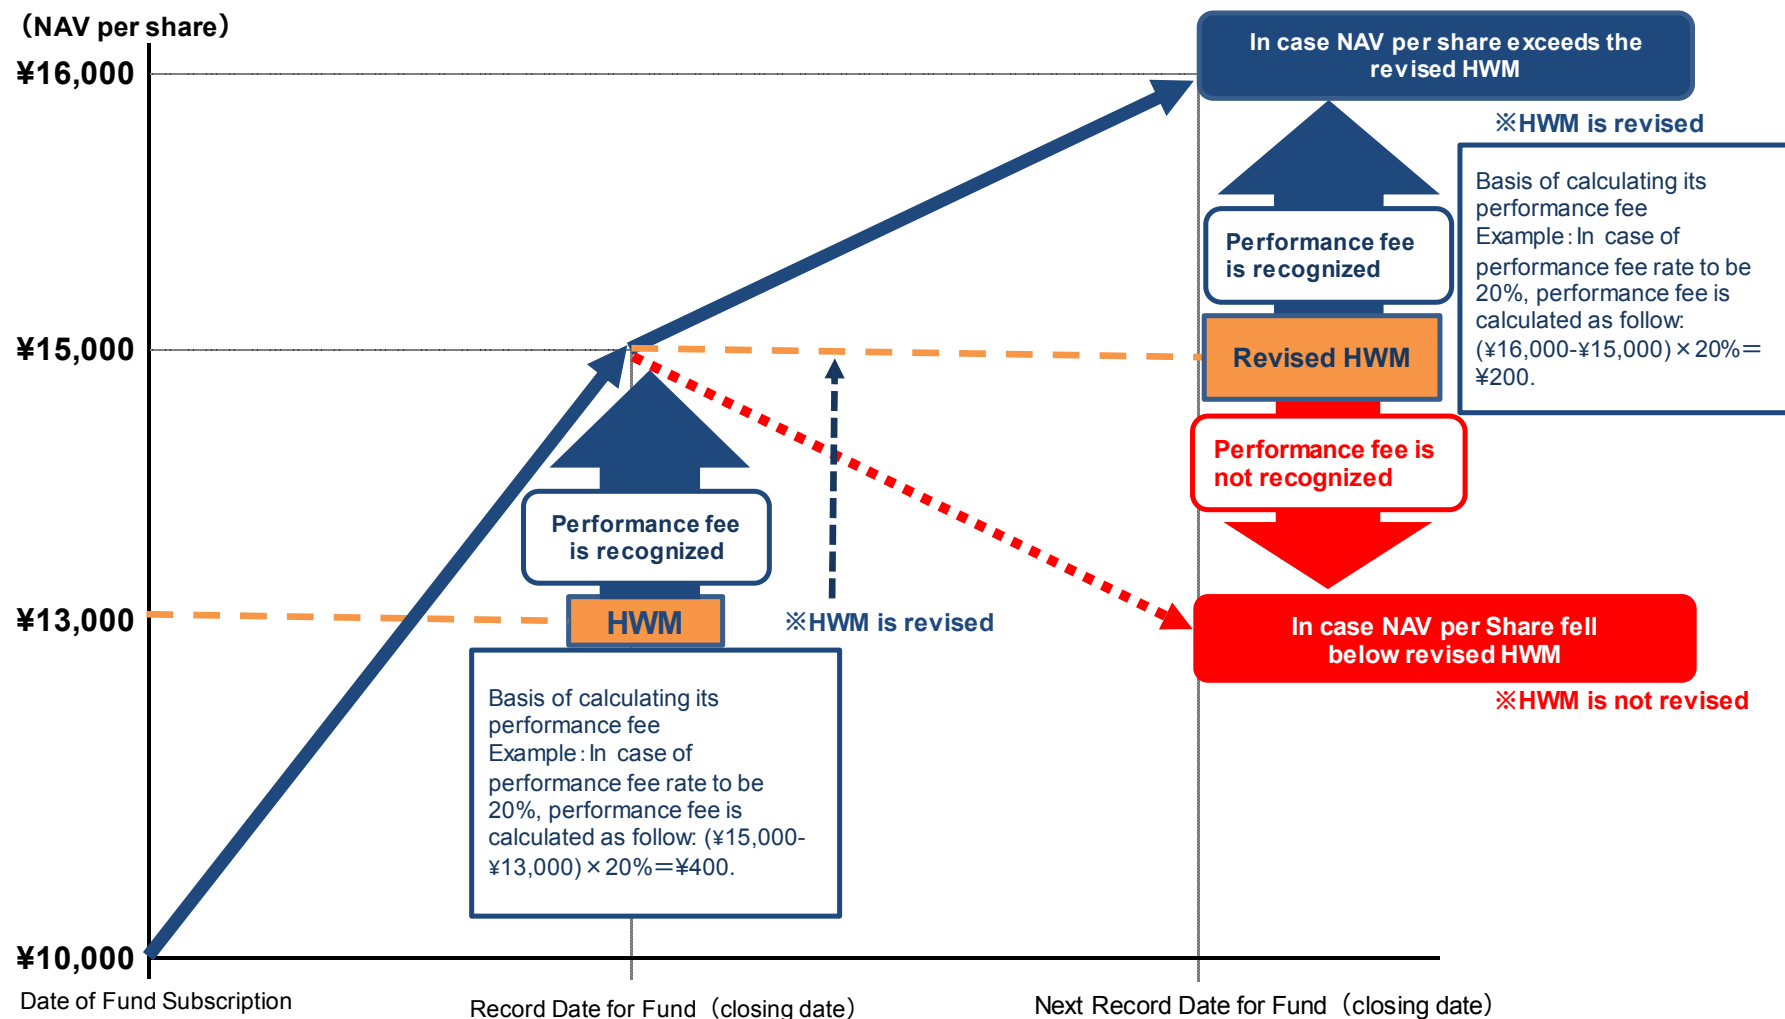 （NAV per share）
¥16,000
¥15,000
¥13,000
¥10,000
In case NAV per share exceeds the
revised HWM
※HWM is revised
Performance fee
is recognized
Basis of calculating its
performance fee
Example：In case of
performance fee rate to be
20%, performance fee is
calculated as follow:
(¥16,000-¥15,000)×20%＝
¥200.
Revised HWM
Performance fee is
not recognized
In case NAV per Share fell
below revised HWM
※HWM is not revised
Performance fee
is recognized
HWM
※HWM is revised
Basis of calculating its
performance fee
Example：In case of
performance fee rate to be
20%, performance fee is
calculated as follow: (¥15,000-
¥13,000)×20%＝¥400.
Date of Fund Subscription
Record Date for Fund（closing date）
Next Record Date for Fund（closing date）